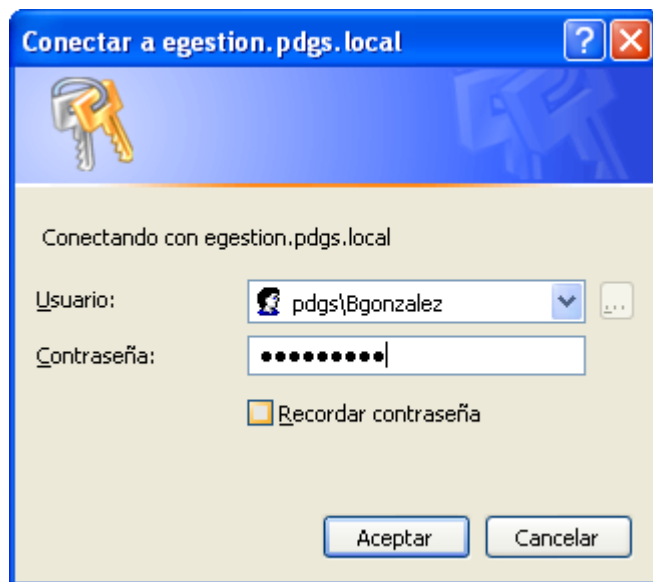 Conectar a egestion.pdgs.local
Conectando con egestion.pdgs.local
Usuario:
pdgs\Bgonzalez
...
Contraseña:
●●●●●●●●●
Recordar contraseña
Aceptar Cancelar